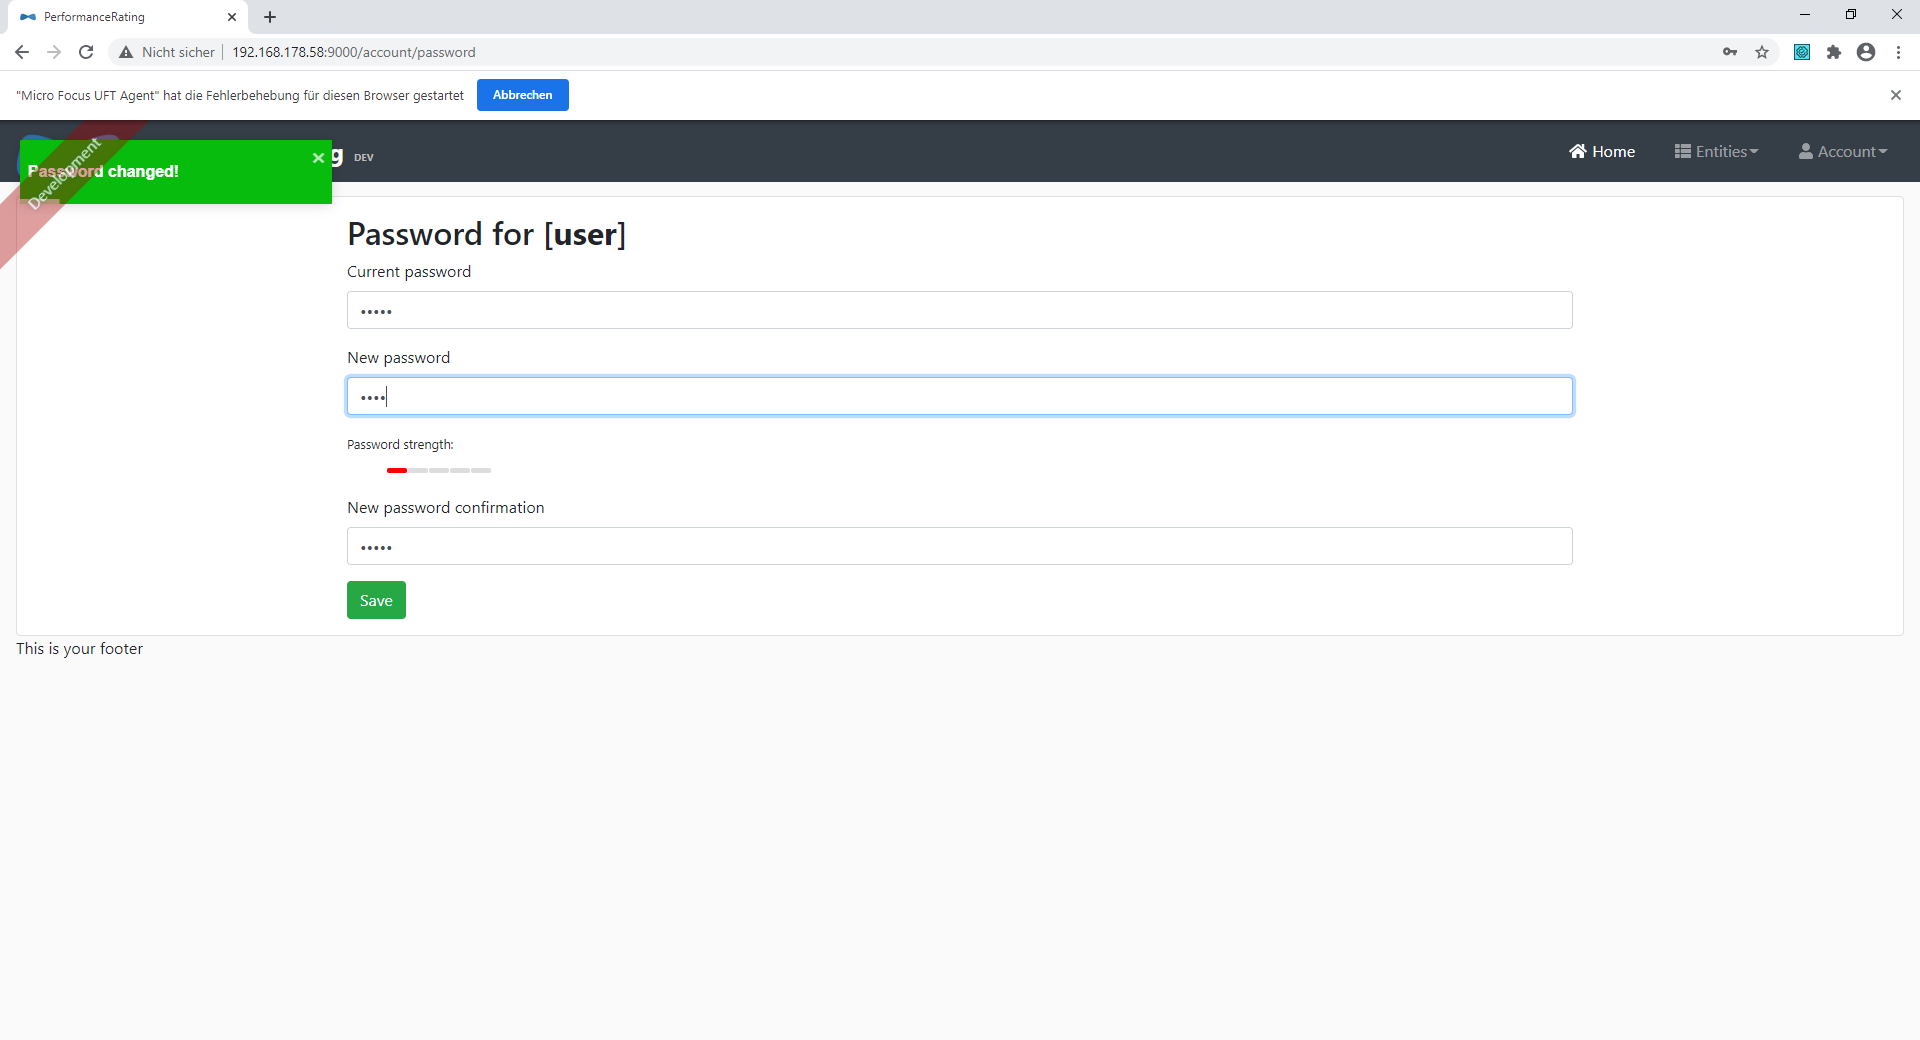 PerformanceRating
Nicht sicher
192.168.178.58:9000/account/password
"Micro Focus UFT Agent" hat die Fehlerbehebung für diesen Browser gestartet
Abbrechen
Development
Password changed!
g DEV
Home
Entities
Account
Password for [user]
Current password
•••••
New password
••••
Password strength:
New password confirmation
•••••
Save
This is your footer